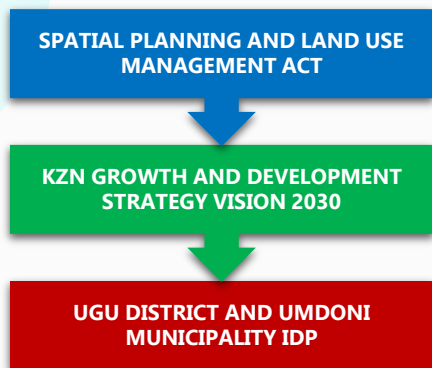 SPATIAL PLANNING AND LAND USE
MANAGEMENT ACT
KZN GROWTH AND DEVELOPMENT
STRATEGY VISION 2030
UGU DISTRICT AND UMDONI
MUNICIPALITY IDP